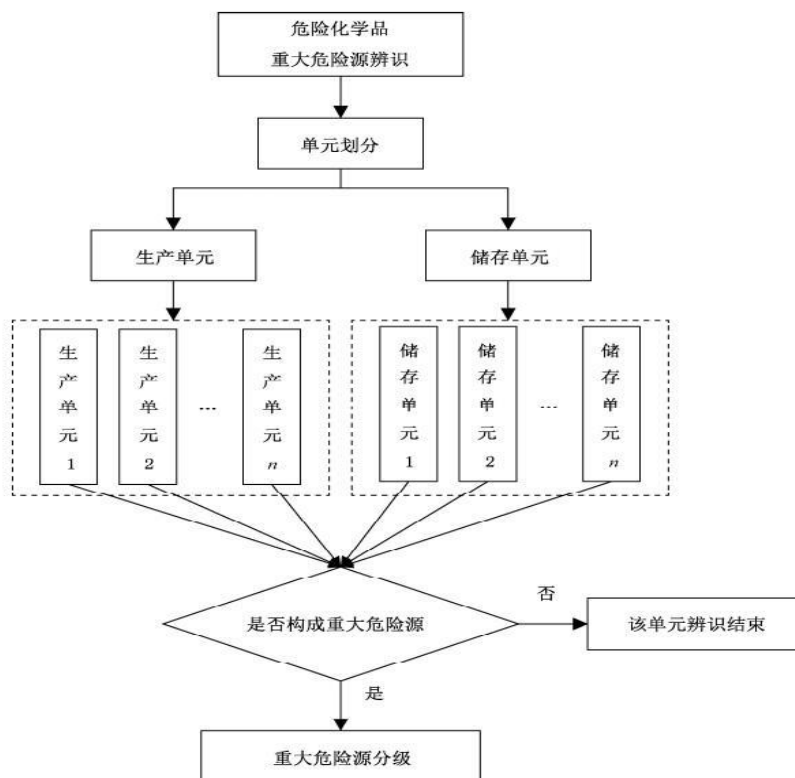 危险化学品
重大危险源辨识
单元划分
生产单元
储存单元
生产单元1
生产单元2
…
生产单元n
储存单元1
储存单元2
…
储存单元n
是否构成重大危险源
否
该单元辨识结束
是
重大危险源分级